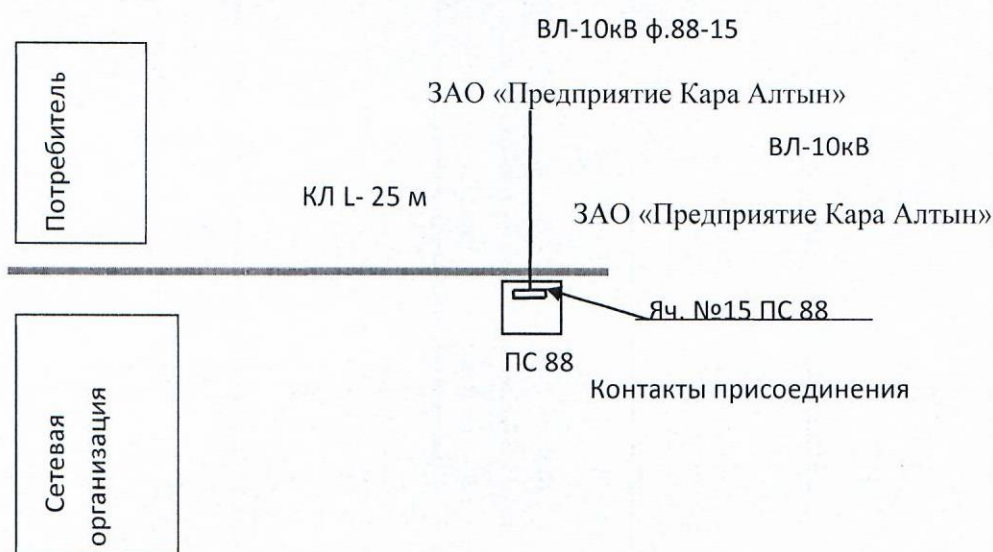 ВЛ-10кВ ф.88-15
Потребитель
ЗАО «Предприятие Кара Алтын»
ВЛ-10кВ
КЛ L- 25 м
ЗАО «Предприятие Кара Алтын»
Яч. №15 ПС 88
ПС 88
Контакты присоединения
Сетевая
организация